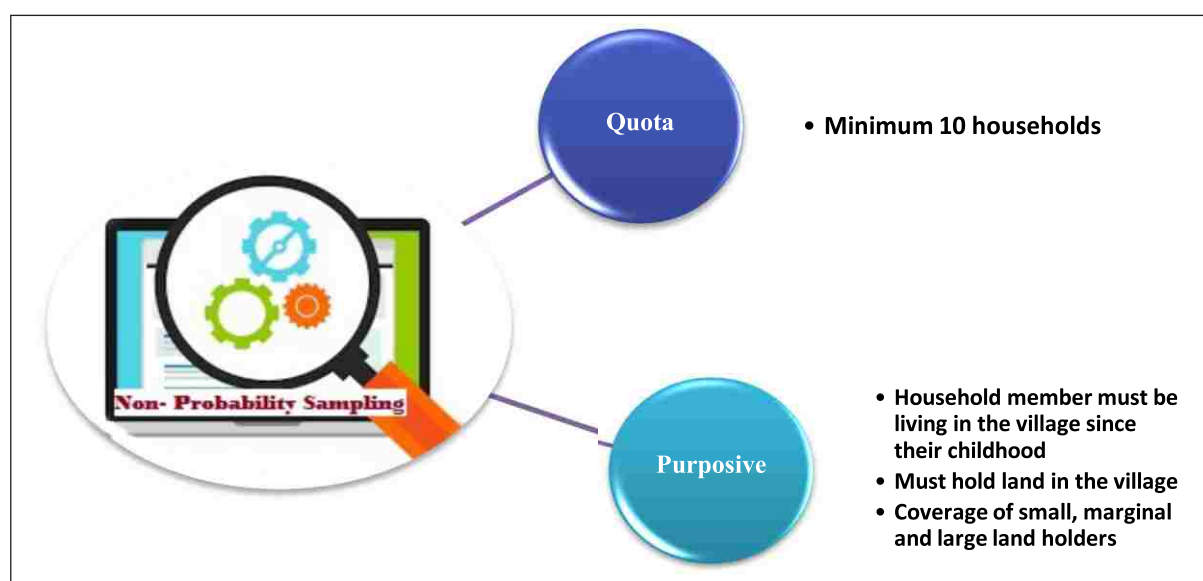 Quota
• Minimum 10 households
Non- Probability Sampling
Purposive
• Household member must be
living in the village since
their childhood
• Must hold land in the village
• Coverage of small, marginal
and large land holders